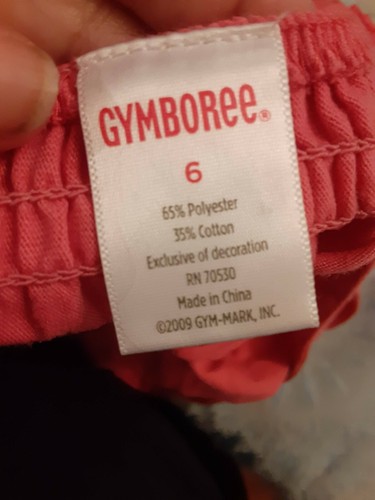 GYMBOREE®
6
65% Polyester
35% Cotton
Exclusive of decoration
RN 70530
Made in China
©2009 GYM-MARK, INC.